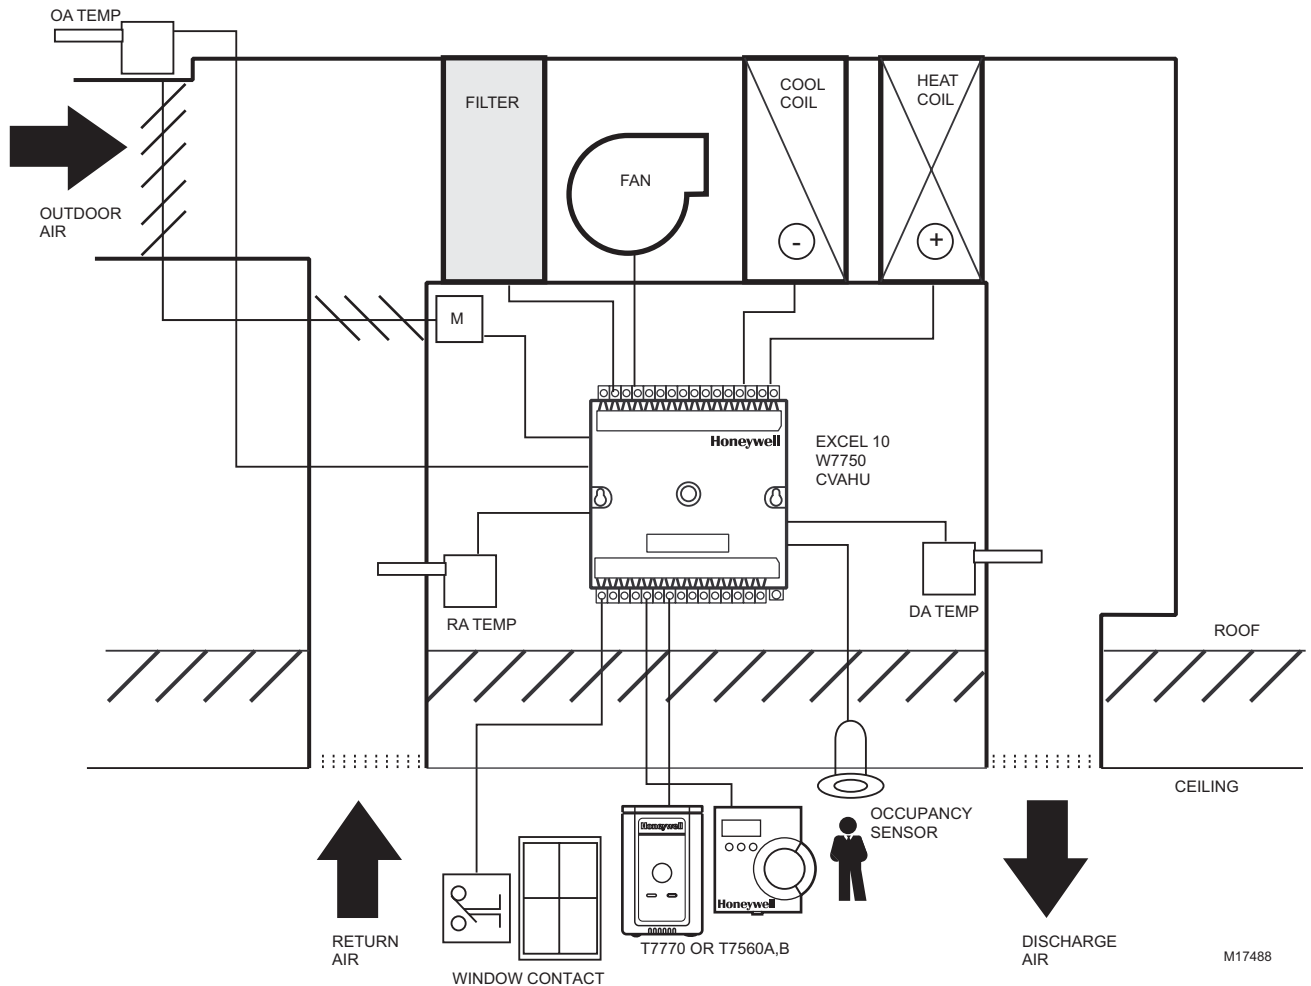 OA TEMP
FILTER
COOL
COIL
HEAT
COIL
FAN
OUTDOOR
AIR
-
+
M
Honeywell
EXCEL 10
W7750
CVAHU
RA TEMP
DA TEMP
ROOF
CEILING
OCCUPANCY
SENSOR
Honeywell
Honeywell
RETURN
AIR
T7770 OR T7560A,B
DISCHARGE
AIR
WINDOW CONTACT
M17488